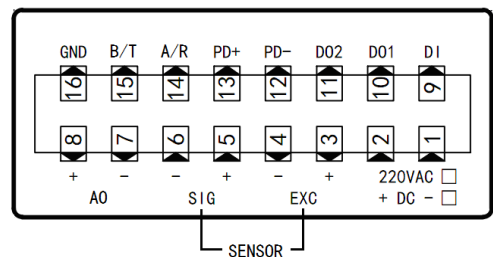 GND B/T A/R PD+ PD- DO2 DO1 DI
16 15 14 13 12 11 10 9
8 7 6 5 4 3 2 1
+ - - + - + 220VAC □
AO SIG EXC + DC - □
SENSOR